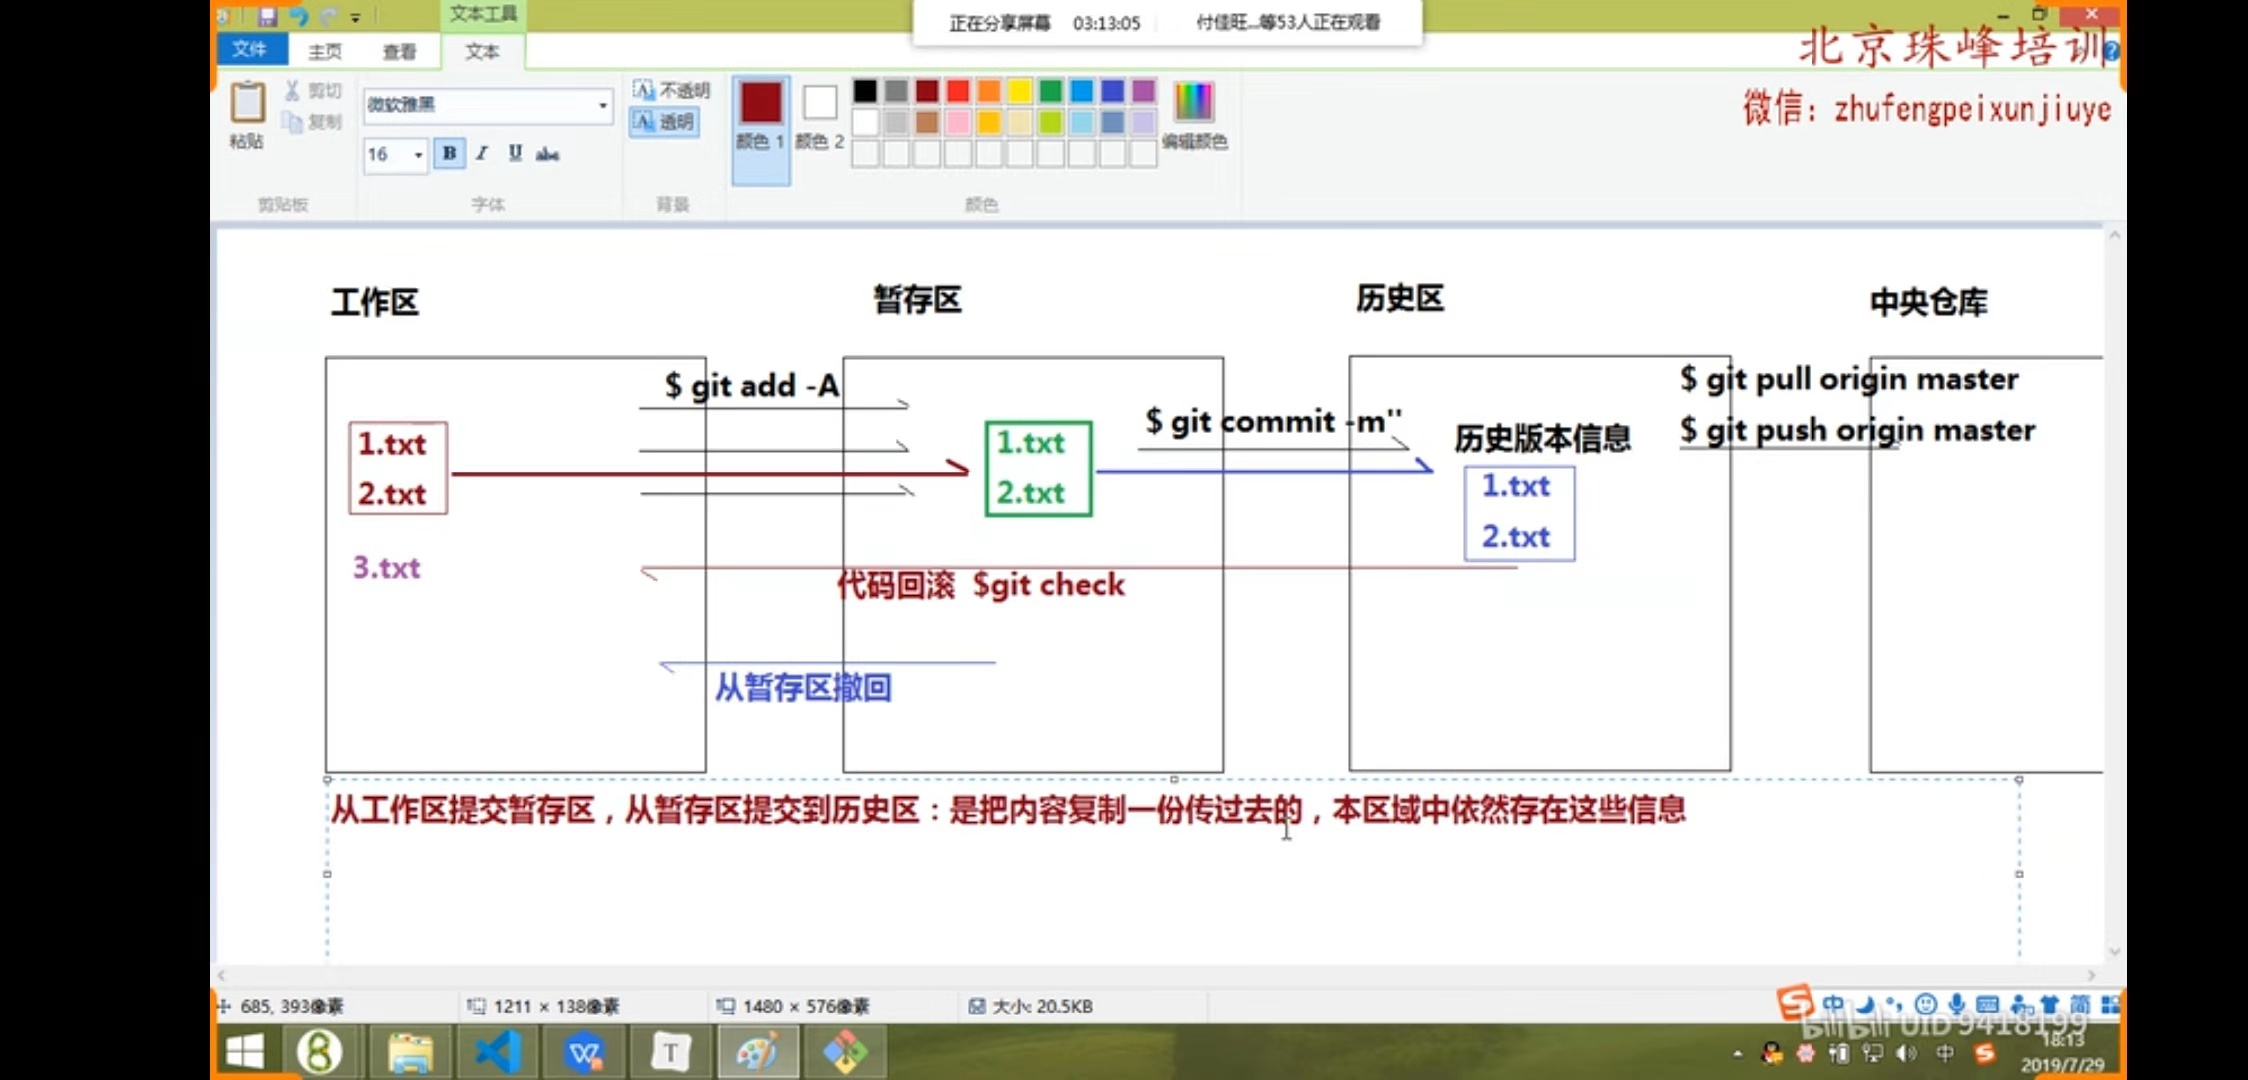 文本工具
正在分享屏幕 03:13:05 付佳旺...等53人正在观看
北京珠峰培训
文件 主页 查看 文本
微信：zhufengpeixunjiuye
粘贴
剪切
复制
微软雅黑
16 B I U abc
不透明
透明
颜色 1 颜色 2
编辑颜色
剪贴板 字体 背景 颜色
工作区 暂存区 历史区 中央仓库
$ git add -A
1.txt
2.txt
3.txt
1.txt
2.txt
$ git commit -m''
历史版本信息
1.txt
2.txt
$ git pull origin master
$ git push origin master
代码回滚 $git check
从暂存区撤回
从工作区提交暂存区，从暂存区提交到历史区：是把内容复制一份传过去的，本区域中依然存在这些信息
685, 393像素 1211 × 138像素 1480 × 576像素 大小: 20.5KB
中 简
bilibili UID 9418199
中
18:13
2019/7/29